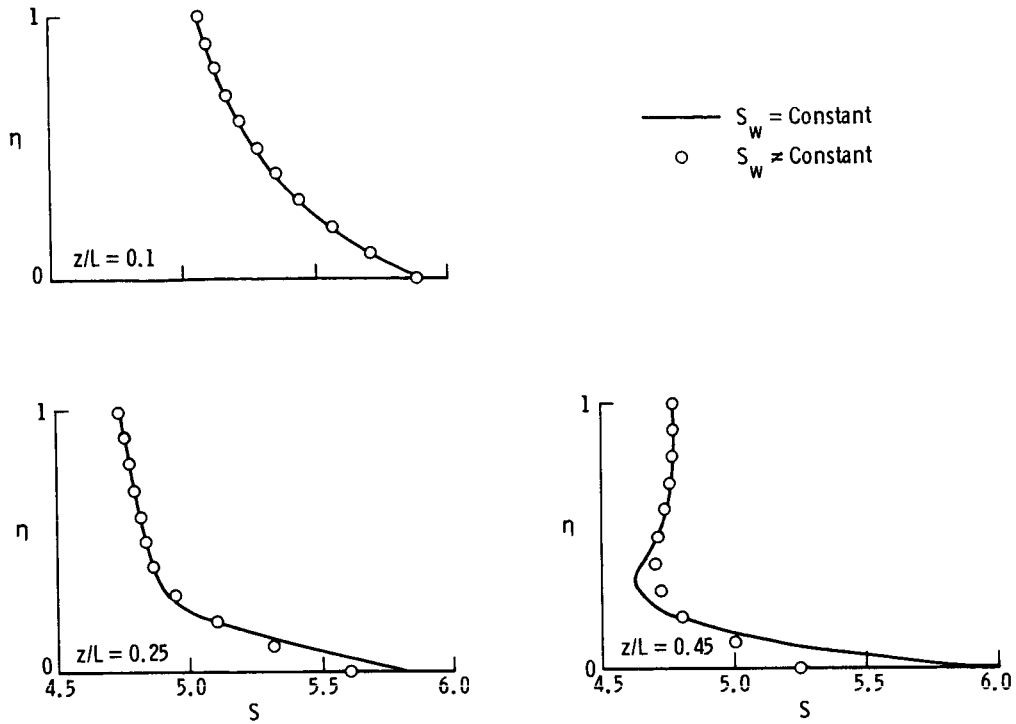 1
η
z/L = 0.1
0
S_w = Constant
S_w ≠ Constant
1
η
z/L = 0.25
0
4.5 5.0 5.5 6.0
S
1
η
z/L = 0.45
0
4.5 5.0 5.5 6.0
S